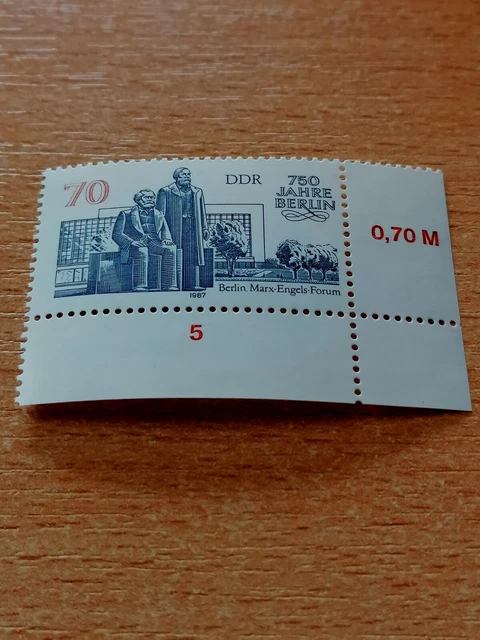 70
DDR
750
JAHRE
BERLIN
1987
Berlin, Marx-Engels-Forum
0,70 M
5